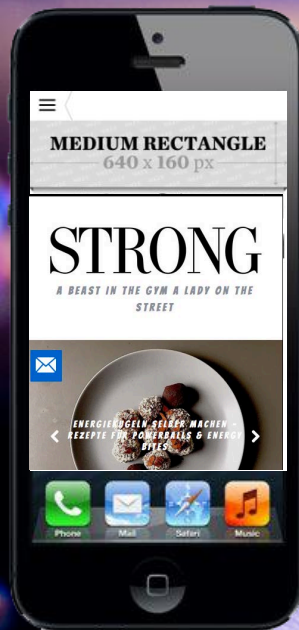 MEDIUM RECTANGLE
640 x 160 px
STRONG
A BEAST IN THE GYM A LADY ON THE
STREET
ENERGIEKUGELN SELBER MACHEN -
REZEPTE FÜR POWERBALLS & ENERGY
BITES
Phone
Mail
Safari
Music